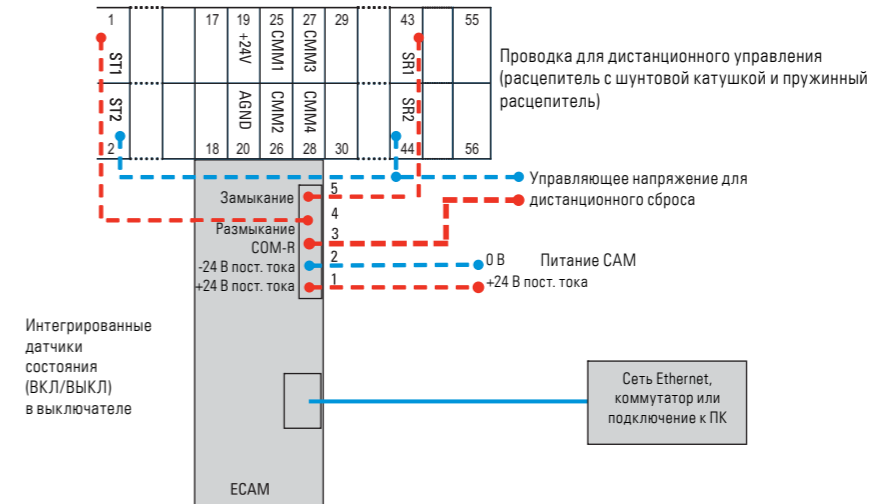 1 17 19 25 27 29 43 55
ST1 +24V CMM1 CMM3 SR1
ST2 AGND CMM2 CMM4 SR2
2 18 20 26 28 30 44 56
Проводка для дистанционного управления
(расцепитель с шунтовой катушкой и пружинный
расцепитель)
Управляющее напряжение для
дистанционного сброса
Замыкание 5
4
Размыкание
COM-R 3
-24 В пост. тока 2
+24 В пост. тока 1
0 В Питание CAM
+24 В пост. тока
Интегрированные
датчики
состояния
(ВКЛ/ВЫКЛ)
в выключателе
Сеть Ethernet,
коммутатор или
подключение к ПК
ECAM